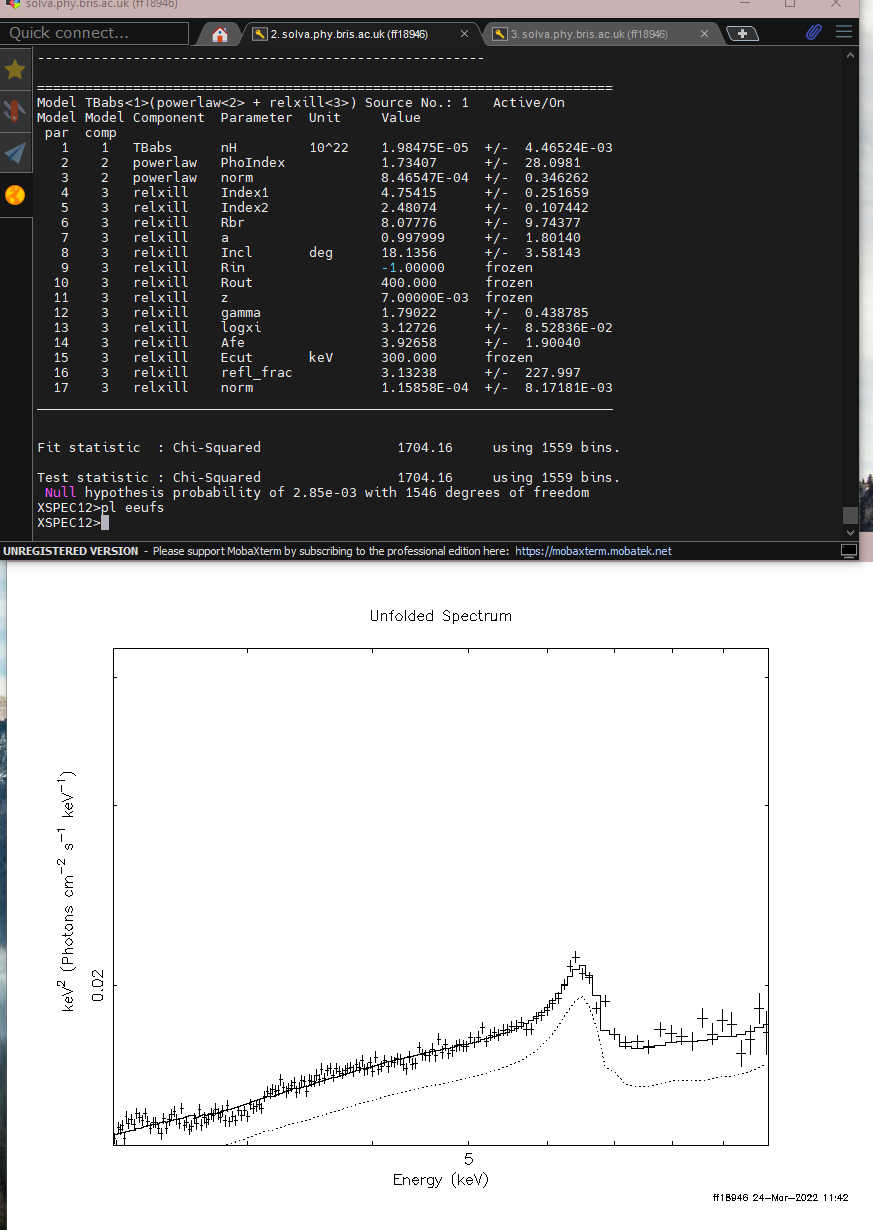 solva.phy.bris.ac.uk (ff18946)
Quick connect...
2. solva.phy.bris.ac.uk (ff18946)
3. solva.phy.bris.ac.uk (ff18946)
--------------------------------------------------------
========================================================================
Model TBabs<1>(powerlaw<2> + relxill<3>) Source No.: 1 Active/On
Model Model Component Parameter Unit Value
par comp
1 1 TBabs nH 10^22 1.98475E-05 +/- 4.46524E-03
2 2 powerlaw PhoIndex 1.73407 +/- 28.0981
3 2 powerlaw norm 8.46547E-04 +/- 0.346262
4 3 relxill Index1 4.75415 +/- 0.251659
5 3 relxill Index2 2.48074 +/- 0.107442
6 3 relxill Rbr 8.07776 +/- 9.74377
7 3 relxill a 0.997999 +/- 1.80140
8 3 relxill Incl deg 18.1356 +/- 3.58143
9 3 relxill Rin -1.00000 frozen
10 3 relxill Rout 400.000 frozen
11 3 relxill z 7.00000E-03 frozen
12 3 relxill gamma 1.79022 +/- 0.438785
13 3 relxill logxi 3.12726 +/- 8.52836E-02
14 3 relxill Afe 3.92658 +/- 1.90040
15 3 relxill Ecut keV 300.000 frozen
16 3 relxill refl_frac 3.13238 +/- 227.997
17 3 relxill norm 1.15858E-04 +/- 8.17181E-03
________________________________________________________________________
Fit statistic : Chi-Squared 1704.16 using 1559 bins.
Test statistic : Chi-Squared 1704.16 using 1559 bins.
Null hypothesis probability of 2.85e-03 with 1546 degrees of freedom
XSPEC12>pl eeufs
XSPEC12>
UNREGISTERED VERSION - Please support MobaXterm by subscribing to the professional edition here: https://mobaxterm.mobatek.net
Unfolded Spectrum
keV² (Photons cm⁻² s⁻¹ keV⁻¹)
0.02
5
Energy (keV)
ff18946 24-Mar-2022 11:42